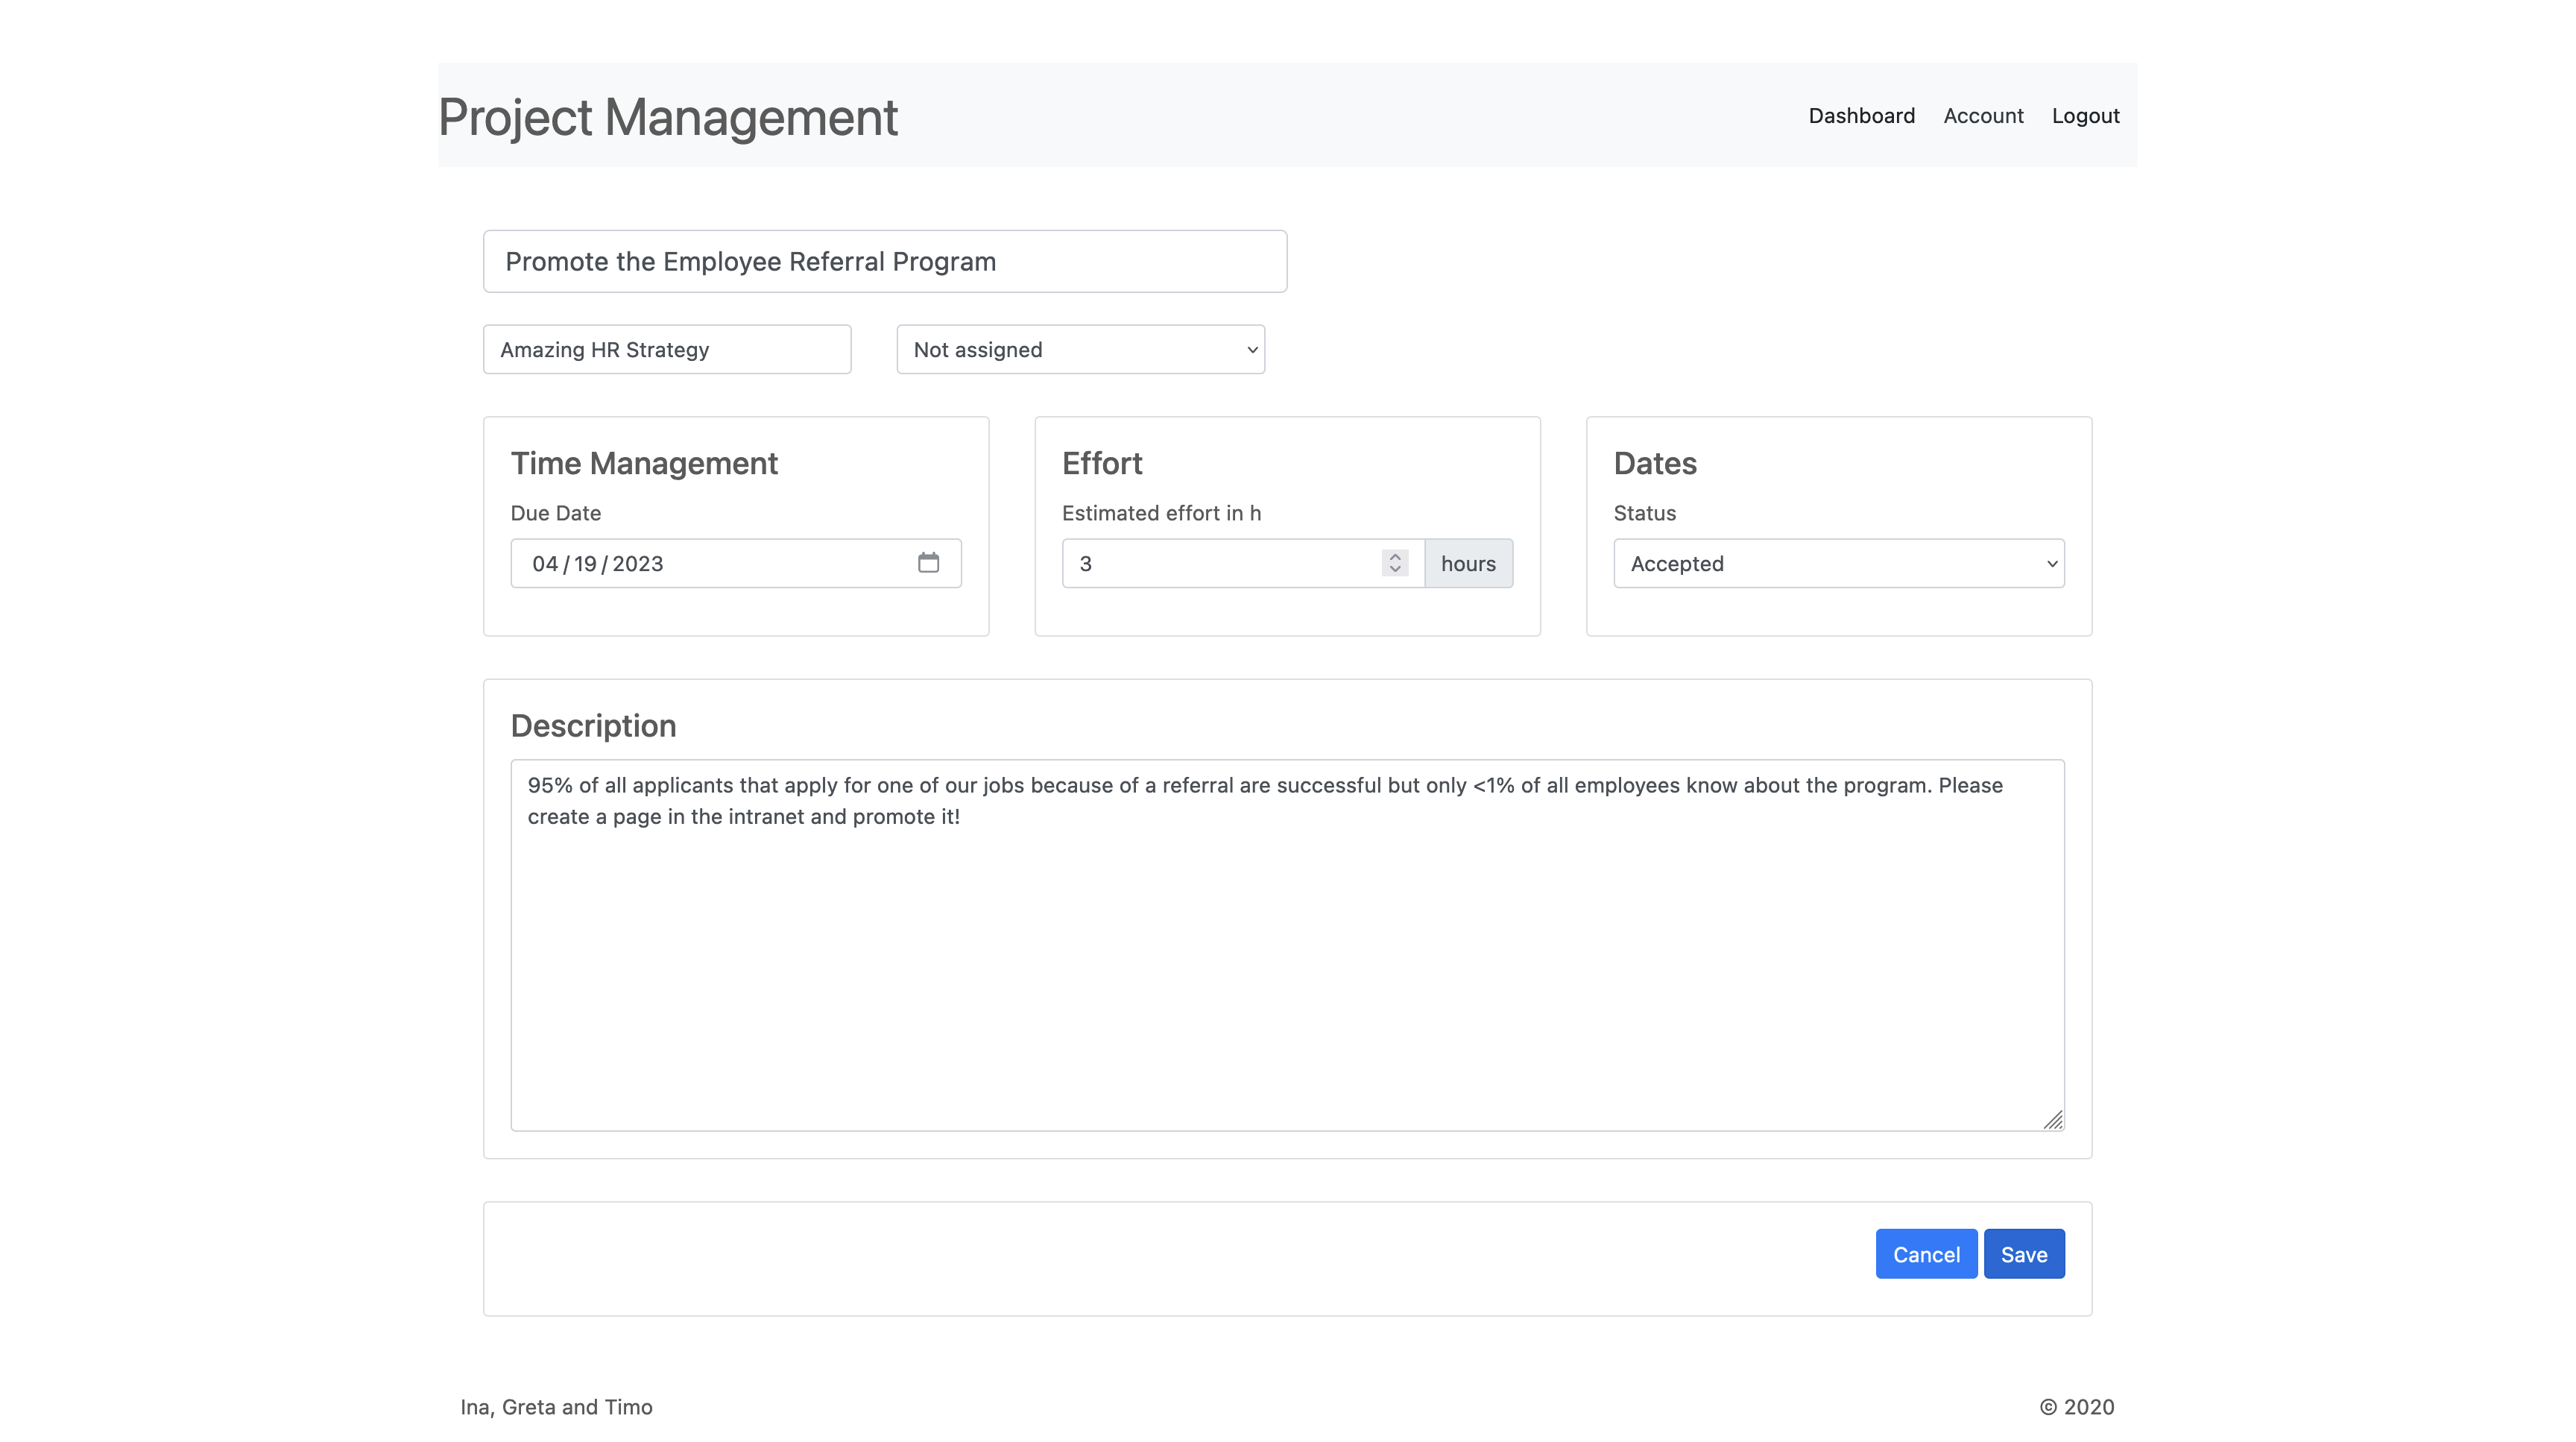 Project Management
Dashboard Account Logout
Promote the Employee Referral Program
Amazing HR Strategy
Not assigned
Time Management
Due Date
04/19/2023
Effort
Estimated effort in h
3
hours
Dates
Status
Accepted
Description
95% of all applicants that apply for one of our jobs because of a referral are successful but only <1% of all employees know about the program. Please
create a page in the intranet and promote it!
Cancel
Save
Ina, Greta and Timo
© 2020